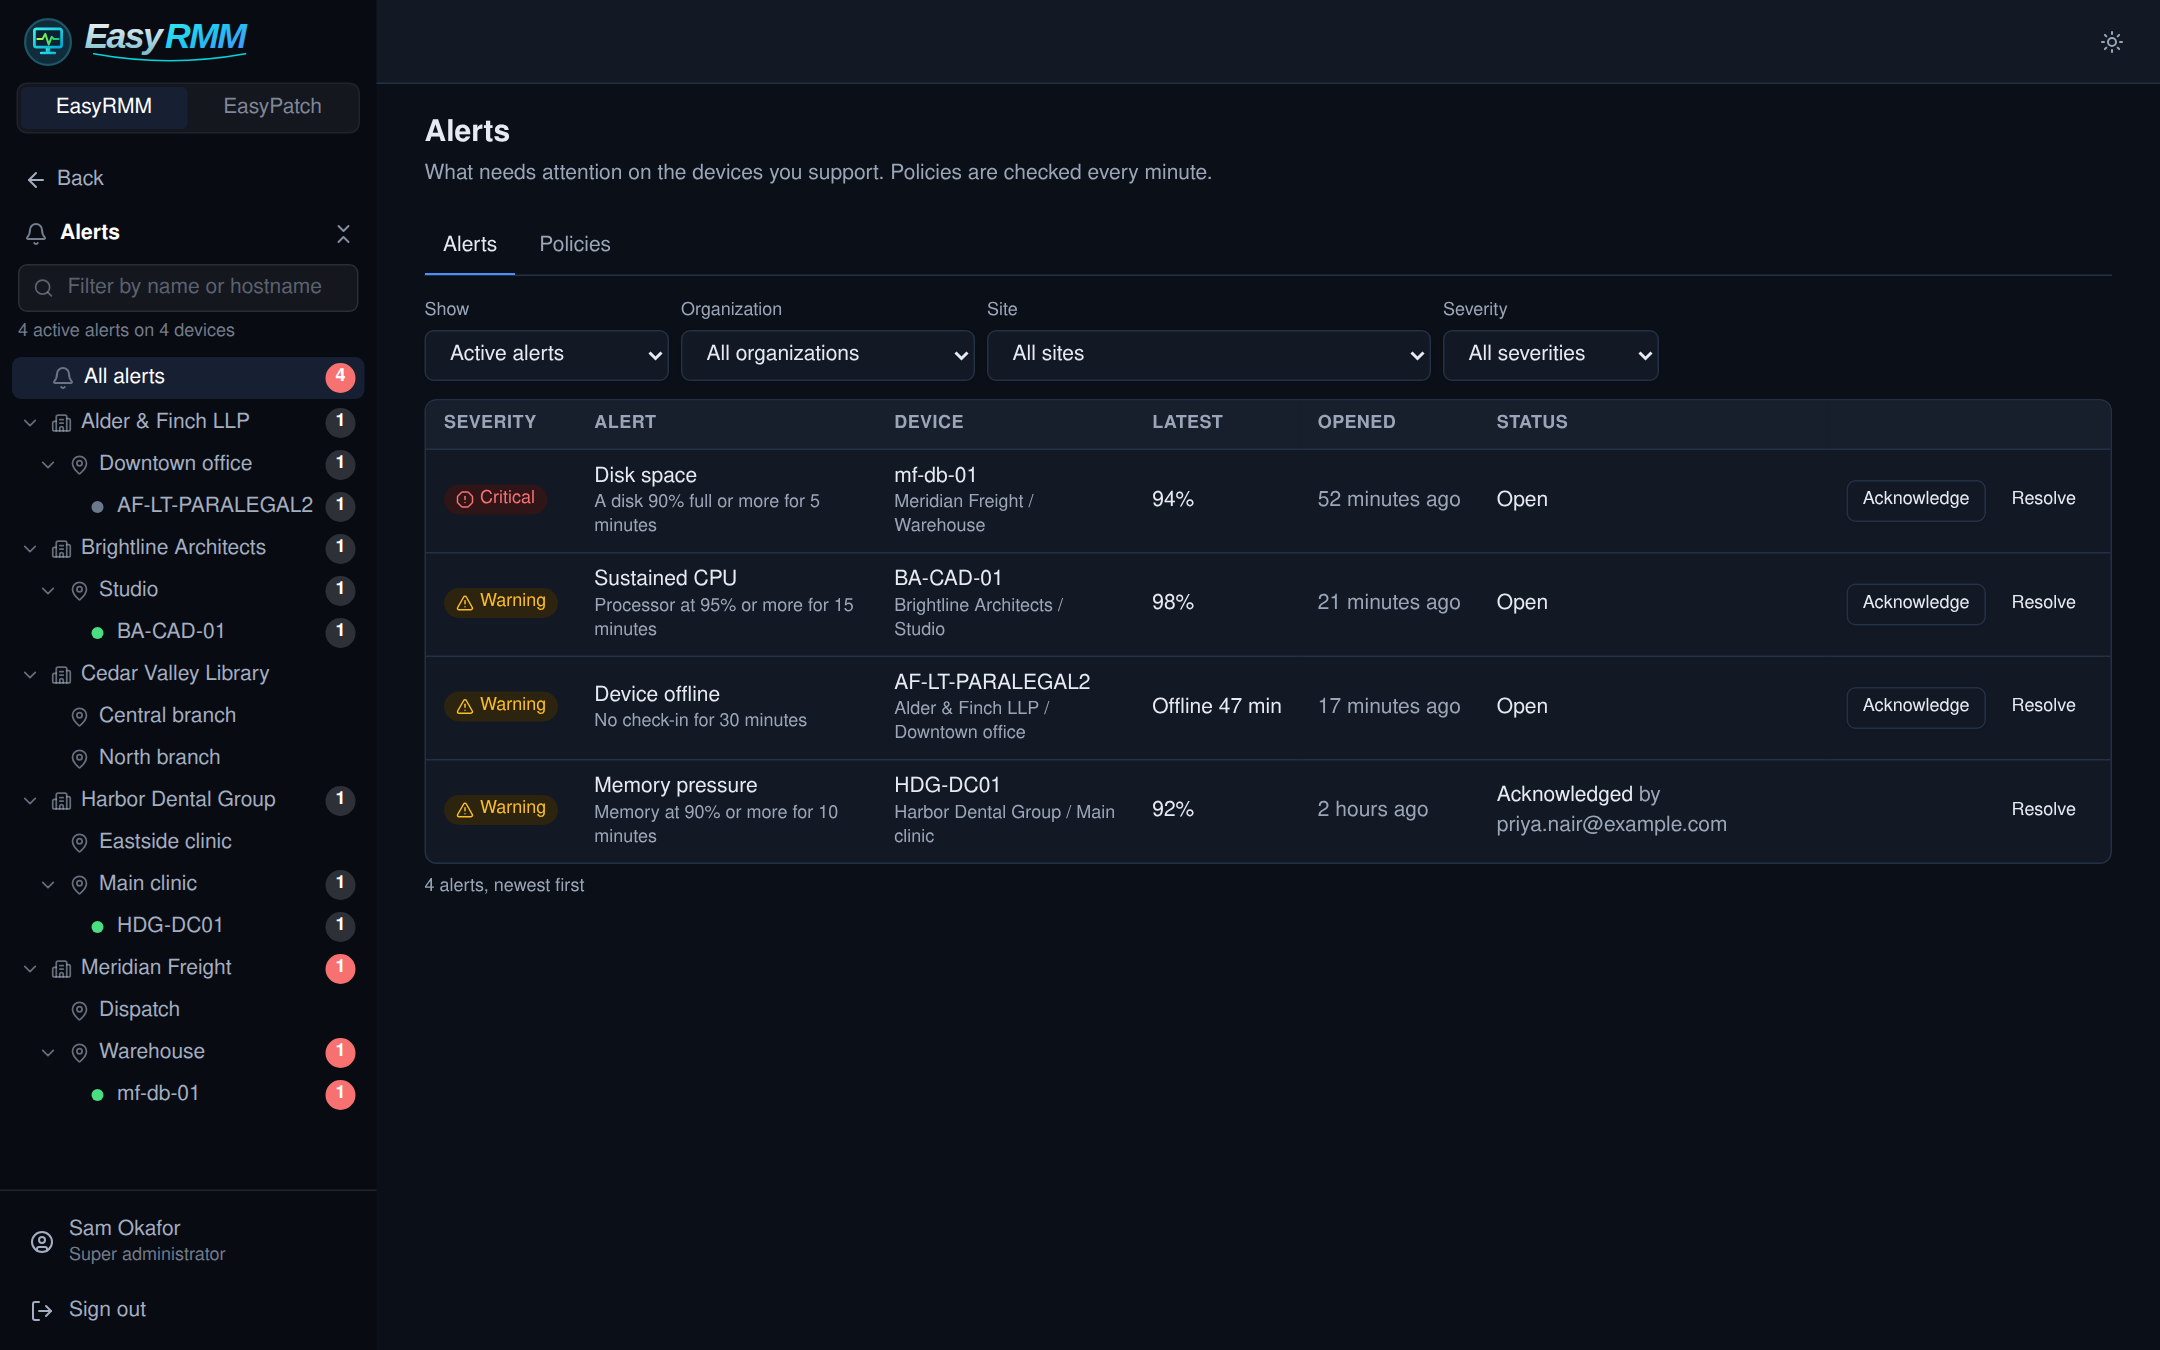 EasyRMM
EasyRMM
EasyPatch
Back
Alerts
Filter by name or hostname
4 active alerts on 4 devices
All alerts 4
Alder & Finch LLP 1
Downtown office 1
AF-LT-PARALEGAL2 1
Brightline Architects 1
Studio 1
BA-CAD-01 1
Cedar Valley Library
Central branch
North branch
Harbor Dental Group 1
Eastside clinic
Main clinic 1
HDG-DC01 1
Meridian Freight 1
Dispatch
Warehouse 1
mf-db-01 1
Sam Okafor
Super administrator
Sign out
Alerts
What needs attention on the devices you support. Policies are checked every minute.
Alerts Policies
Show Organization Site Severity
Active alerts All organizations All sites All severities
SEVERITY ALERT DEVICE LATEST OPENED STATUS
Critical
Disk space
A disk 90% full or more for 5
minutes
mf-db-01
Meridian Freight /
Warehouse
94%
52 minutes ago
Open
Acknowledge
Resolve
Warning
Sustained CPU
Processor at 95% or more for 15
minutes
BA-CAD-01
Brightline Architects /
Studio
98%
21 minutes ago
Open
Acknowledge
Resolve
Warning
Device offline
No check-in for 30 minutes
AF-LT-PARALEGAL2
Alder & Finch LLP /
Downtown office
Offline 47 min
17 minutes ago
Open
Acknowledge
Resolve
Warning
Memory pressure
Memory at 90% or more for 10
minutes
HDG-DC01
Harbor Dental Group / Main
clinic
92%
2 hours ago
Acknowledged by
priya.nair@example.com
Resolve
4 alerts, newest first